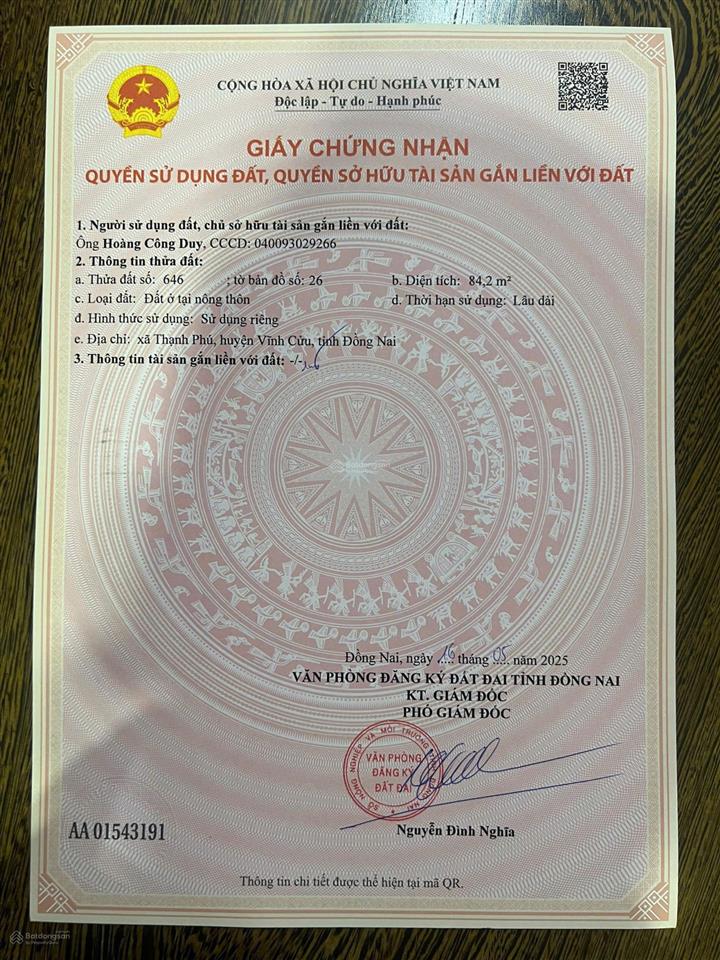 CỘNG HÒA XÃ HỘI CHỦ NGHĨA VIỆT NAM
Độc lập - Tự do - Hạnh phúc
GIẤY CHỨNG NHẬN
QUYỀN SỬ DỤNG ĐẤT, QUYỀN SỞ HỮU TÀI SẢN GẮN LIỀN VỚI ĐẤT
1. Người sử dụng đất, chủ sở hữu tài sản gắn liền với đất:
Ông Hoàng Công Duy, CCCD: 040093029266
2. Thông tin thửa đất:
a. Thửa đất số: 646 ; tờ bản đồ số: 26 b. Diện tích: 84,2 m²
c. Loại đất: Đất ở tại nông thôn d. Thời hạn sử dụng: Lâu dài
đ. Hình thức sử dụng: Sử dụng riêng
e. Địa chỉ: xã Thạnh Phú, huyện Vĩnh Cửu, tỉnh Đồng Nai
3. Thông tin tài sản gắn liền với đất: -/-
Batdongsan
Đồng Nai, ngày 16 tháng 05 năm 2025
VĂN PHÒNG ĐĂNG KÝ ĐẤT ĐAI TỈNH ĐỒNG NAI
KT. GIÁM ĐỐC
PHÓ GIÁM ĐỐC
SỞ NÔNG NGHIỆP VÀ MÔI TRƯỜNG
VĂN PHÒNG
ĐĂNG KÝ
ĐẤT ĐAI
Nguyễn Đình Nghĩa
AA 01543191
Thông tin chi tiết được thể hiện tại mã QR.
Batdongsan